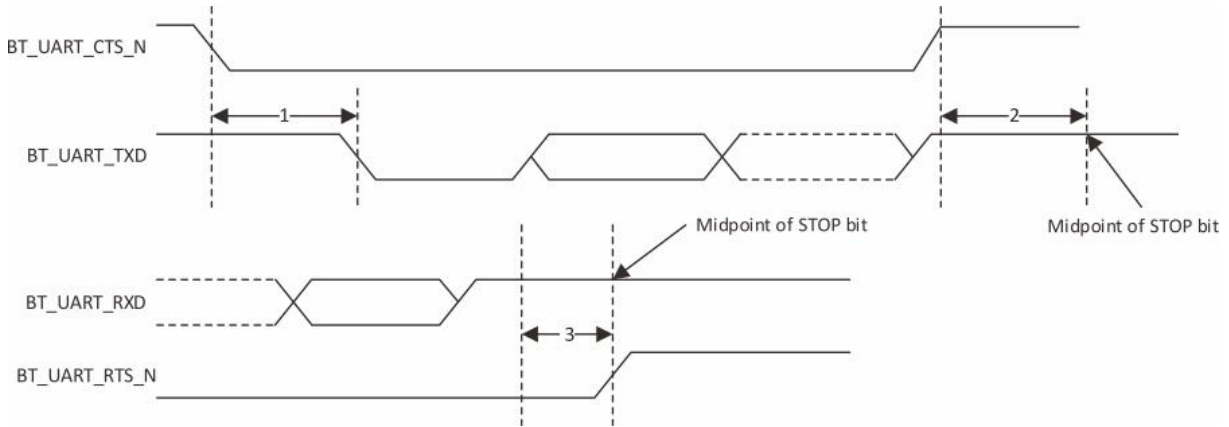 BT_UART_CTS_N
1
2
BT_UART_TXD
Midpoint of STOP bit
Midpoint of STOP bit
BT_UART_RXD
3
BT_UART_RTS_N